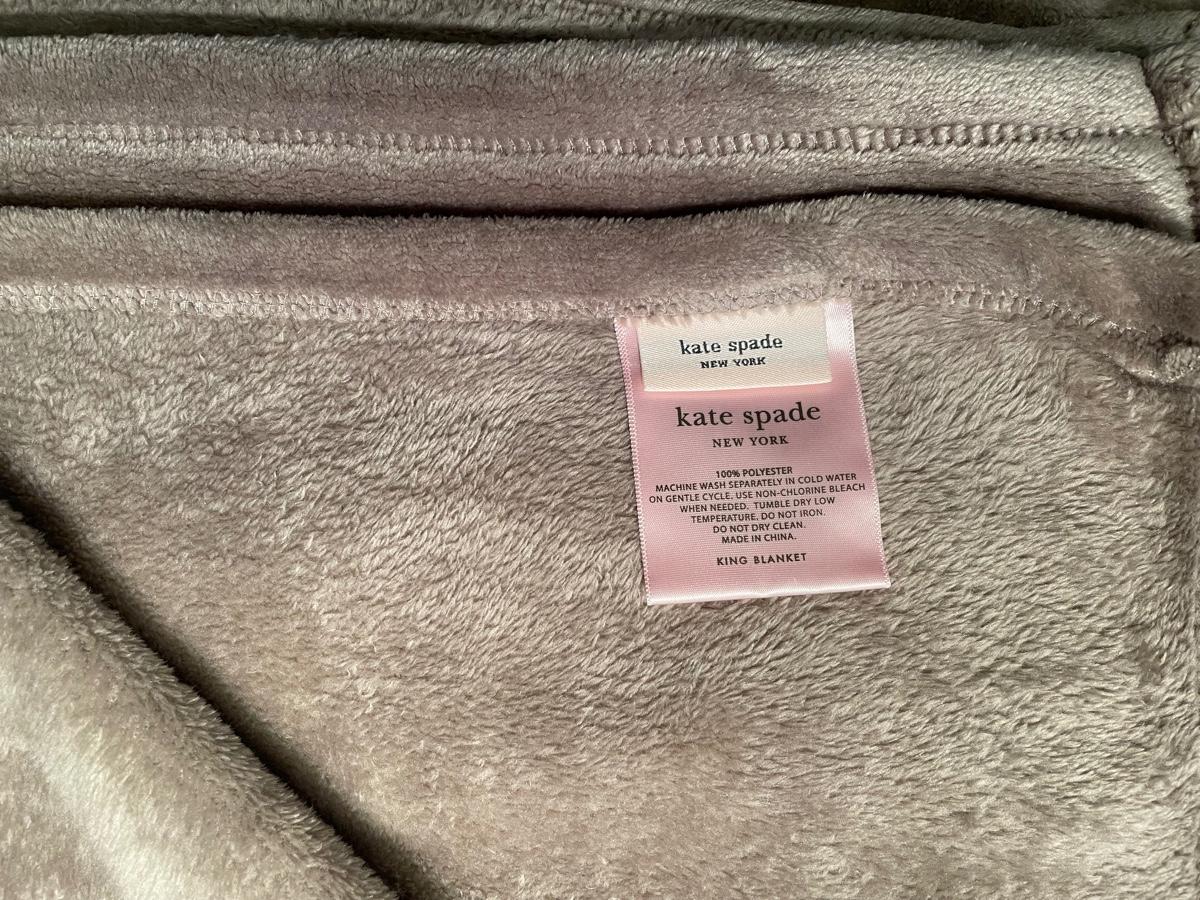 kate spade
NEW YORK
kate spade
NEW YORK
100% POLYESTER
MACHINE WASH SEPARATELY IN COLD WATER
ON GENTLE CYCLE. USE NON-CHLORINE BLEACH
WHEN NEEDED. TUMBLE DRY LOW
TEMPERATURE. DO NOT IRON.
DO NOT DRY CLEAN.
MADE IN CHINA.
KING BLANKET